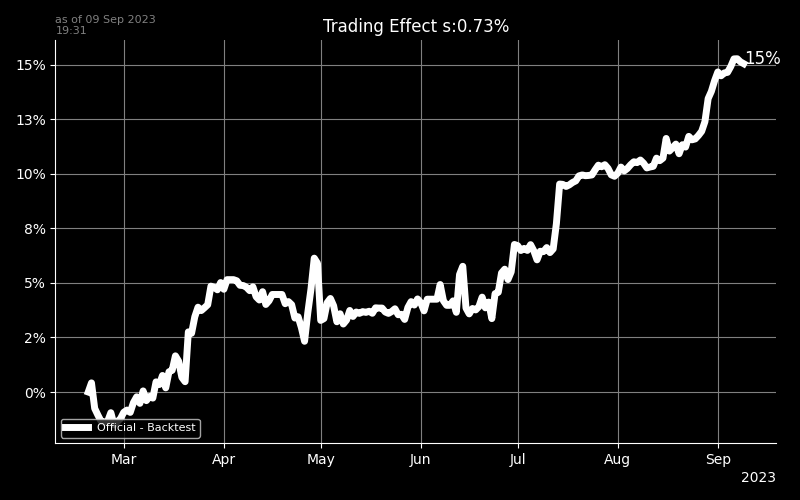 as of 09 Sep 2023
19:31
Trading Effect s:0.73%
15%
15%
13%
10%
8%
5%
2%
0%
Official - Backtest
Mar Apr May Jun Jul Aug Sep
2023